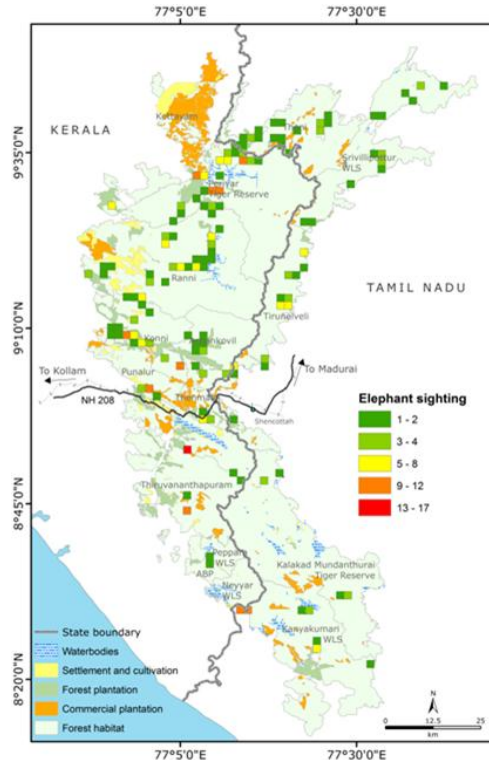 77°5'0"E
77°30'0"E
KERALA
Kottayam
Theni
9°35'0"N
Srivilliputtur
WLS
Periyar
Tiger Reserve
Ranni
TAMIL NADU
Tirunelveli
9°10'0"N
Konni
Achankovil
To Kollam
Punalur
To Madurai
Thenmala
NH 208
Shencottah
Elephant sighting
1 - 2
3 - 4
5 - 8
9 - 12
13 - 17
Thiruvananthapuram
8°45'0"N
Peppara
WLS
ABP
Kalakad Mundanthurai
Tiger Reserve
Neyyar
WLS
Kanyakumari
WLS
State boundary
Waterbodies
Settlement and cultivation
Forest plantation
Commercial plantation
Forest habitat
8°20'0"N
N
0
12.5
25
km
77°5'0"E
77°30'0"E